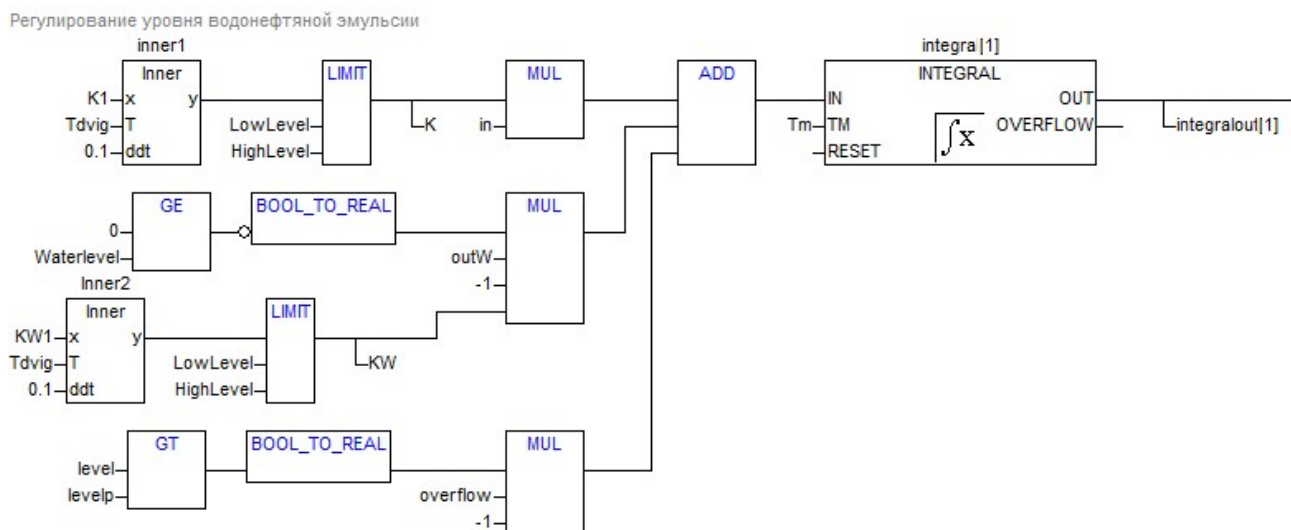 Регулирование уровня водонефтяной эмульсии
inner1
integral[1]
Inner
LIMIT
MUL
ADD
INTEGRAL
K1
x
y
IN
OUT
Tdvig
T
LowLevel
K
in
Tm
TM
OVERFLOW
integralout[1]
0.1
ddt
HighLevel
RESET
∫x
GE
BOOL_TO_REAL
MUL
0
Waterlevel
outW
-1
Inner2
Inner
LIMIT
KW1
x
y
Tdvig
T
LowLevel
KW
0.1
ddt
HighLevel
GT
BOOL_TO_REAL
MUL
level
levelp
overflow
-1